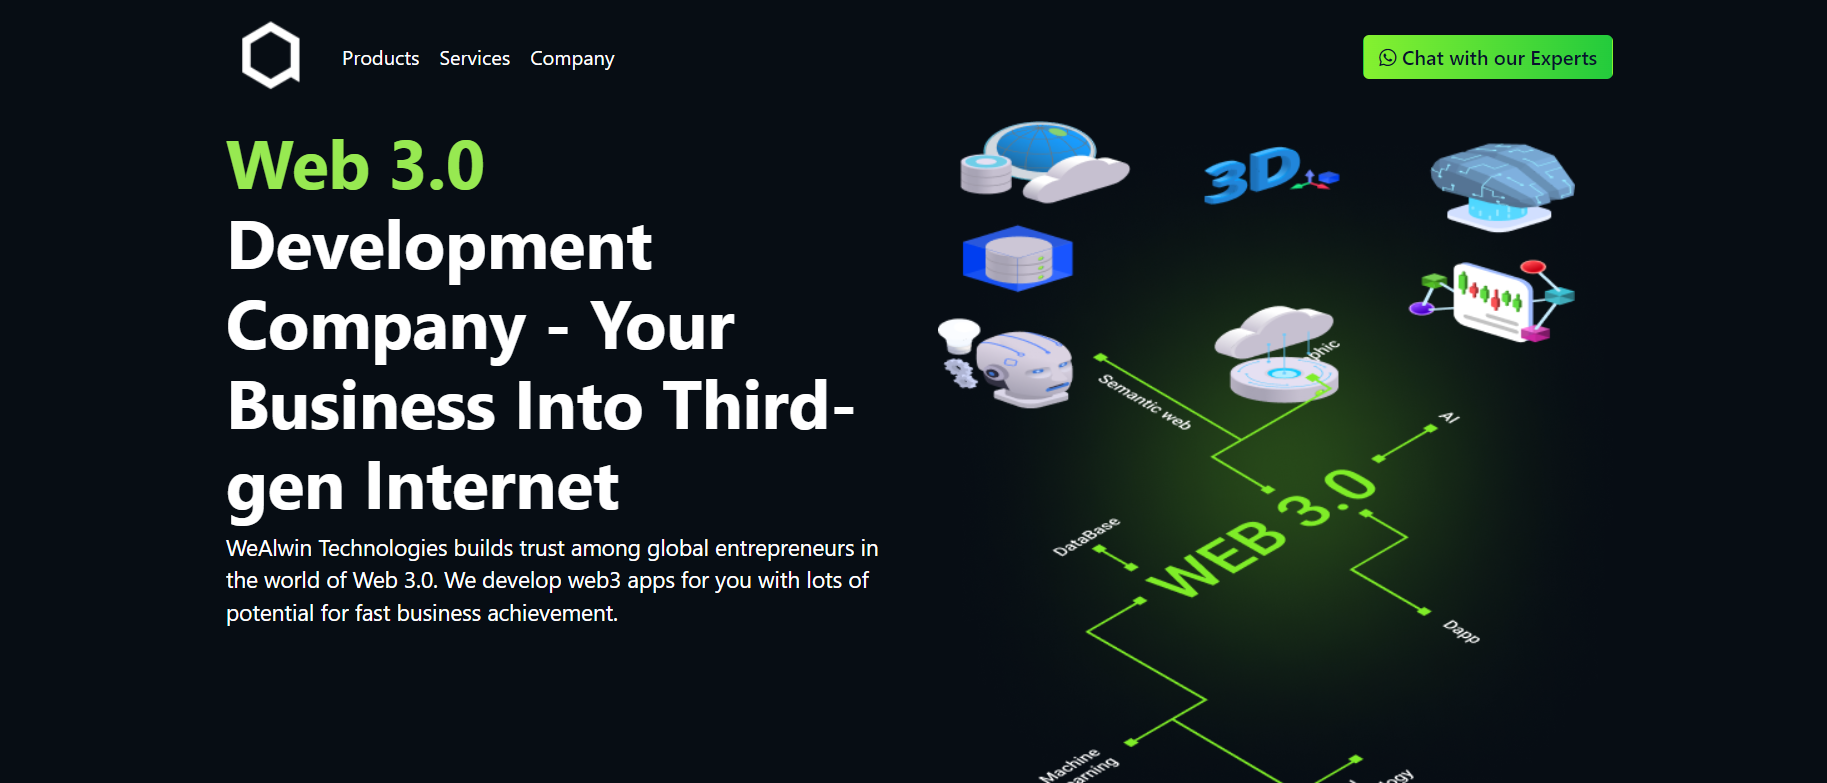 Products Services Company
Chat with our Experts
Web 3.0
Development
Company - Your
Business Into Third-
gen Internet
WeAlwin Technologies builds trust among global entrepreneurs in
the world of Web 3.0. We develop web3 apps for you with lots of
potential for fast business achievement.
3D
Semantic web
AI
WEB 3.0
DataBase
Dapp
Machine